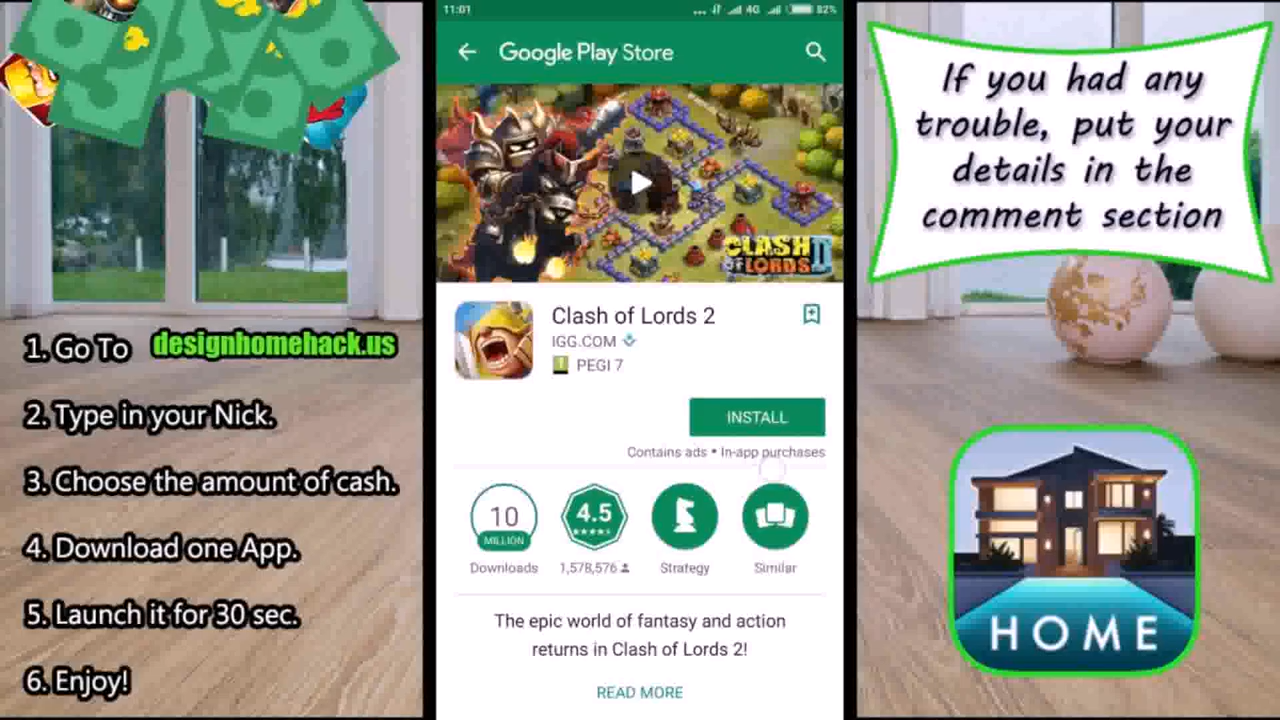 11:01
4G
82%
Google Play Store
CLASH
OF LORDS II
Clash of Lords 2
IGG.COM
PEGI 7
INSTALL
Contains ads • In-app purchases
10
MILLION
4.5
Downloads
1,578,576
Strategy
Similar
The epic world of fantasy and action
returns in Clash of Lords 2!
READ MORE
1. Go To designhomehack.us
2. Type in your Nick.
3. Choose the amount of cash.
4. Download one App.
5. Launch it for 30 sec.
6. Enjoy!
If you had any
trouble, put your
details in the
comment section
HOME